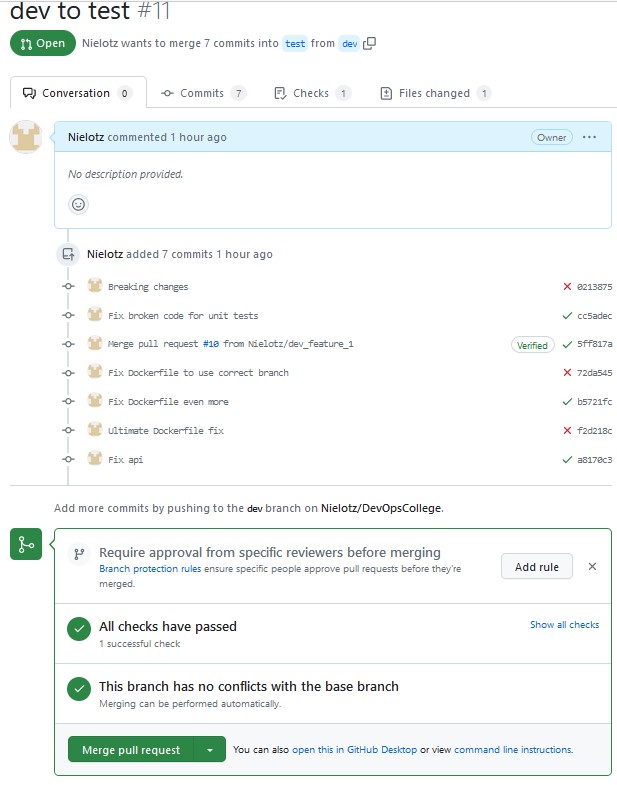 dev to test #11
Open Nielotz wants to merge 7 commits into test from dev
Conversation 0 Commits 7 Checks 1 Files changed 1
Nielotz commented 1 hour ago Owner ...
No description provided.
Nielotz added 7 commits 1 hour ago
Breaking changes 0213875
Fix broken code for unit tests cc5adec
Merge pull request #10 from Nielotz/dev_feature_1 Verified 5ff817a
Fix Dockerfile to use correct branch 72da545
Fix Dockerfile even more b5721fc
Ultimate Dockerfile fix f2d218c
Fix api a8170c3
Add more commits by pushing to the dev branch on Nielotz/DevOpsCollege.
Require approval from specific reviewers before merging
Branch protection rules ensure specific people approve pull requests before they're
merged.
Add rule
All checks have passed
1 successful check
Show all checks
This branch has no conflicts with the base branch
Merging can be performed automatically.
Merge pull request You can also open this in GitHub Desktop or view command line instructions.